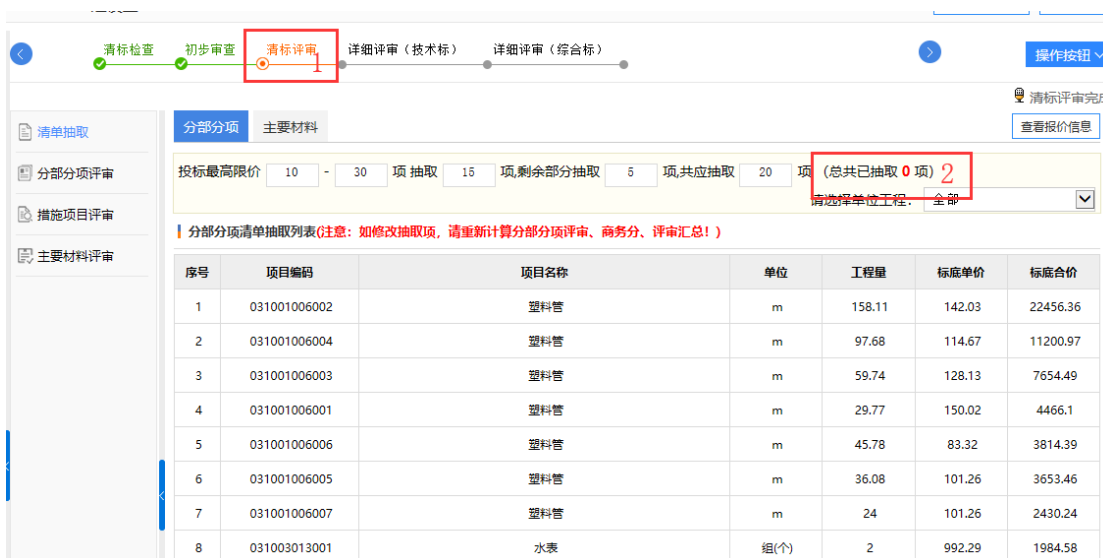 清标检查 初步审查 清标评审 详细评审（技术标） 详细评审（综合标） 操作按钮
1
清标评审完
清单抽取 分部分项 主要材料 查看报价信息
分部分项评审 投标最高限价 10 - 30 项 抽取 15 项,剩余部分抽取 5 项,共应抽取 20 项 (总共已抽取 0 项) 2
请选择单位工程： 全部
措施项目评审
分部分项清单抽取列表(注意：如修改抽取项，请重新计算分部分项评审、商务分、评审汇总！)
主要材料评审
序号 项目编码 项目名称 单位 工程量 标底单价 标底合价
1 031001006002 塑料管 m 158.11 142.03 22456.36
2 031001006004 塑料管 m 97.68 114.67 11200.97
3 031001006003 塑料管 m 59.74 128.13 7654.49
4 031001006001 塑料管 m 29.77 150.02 4466.1
5 031001006006 塑料管 m 45.78 83.32 3814.39
6 031001006005 塑料管 m 36.08 101.26 3653.46
7 031001006007 塑料管 m 24 101.26 2430.24
8 031003013001 水表 组(个) 2 992.29 1984.58